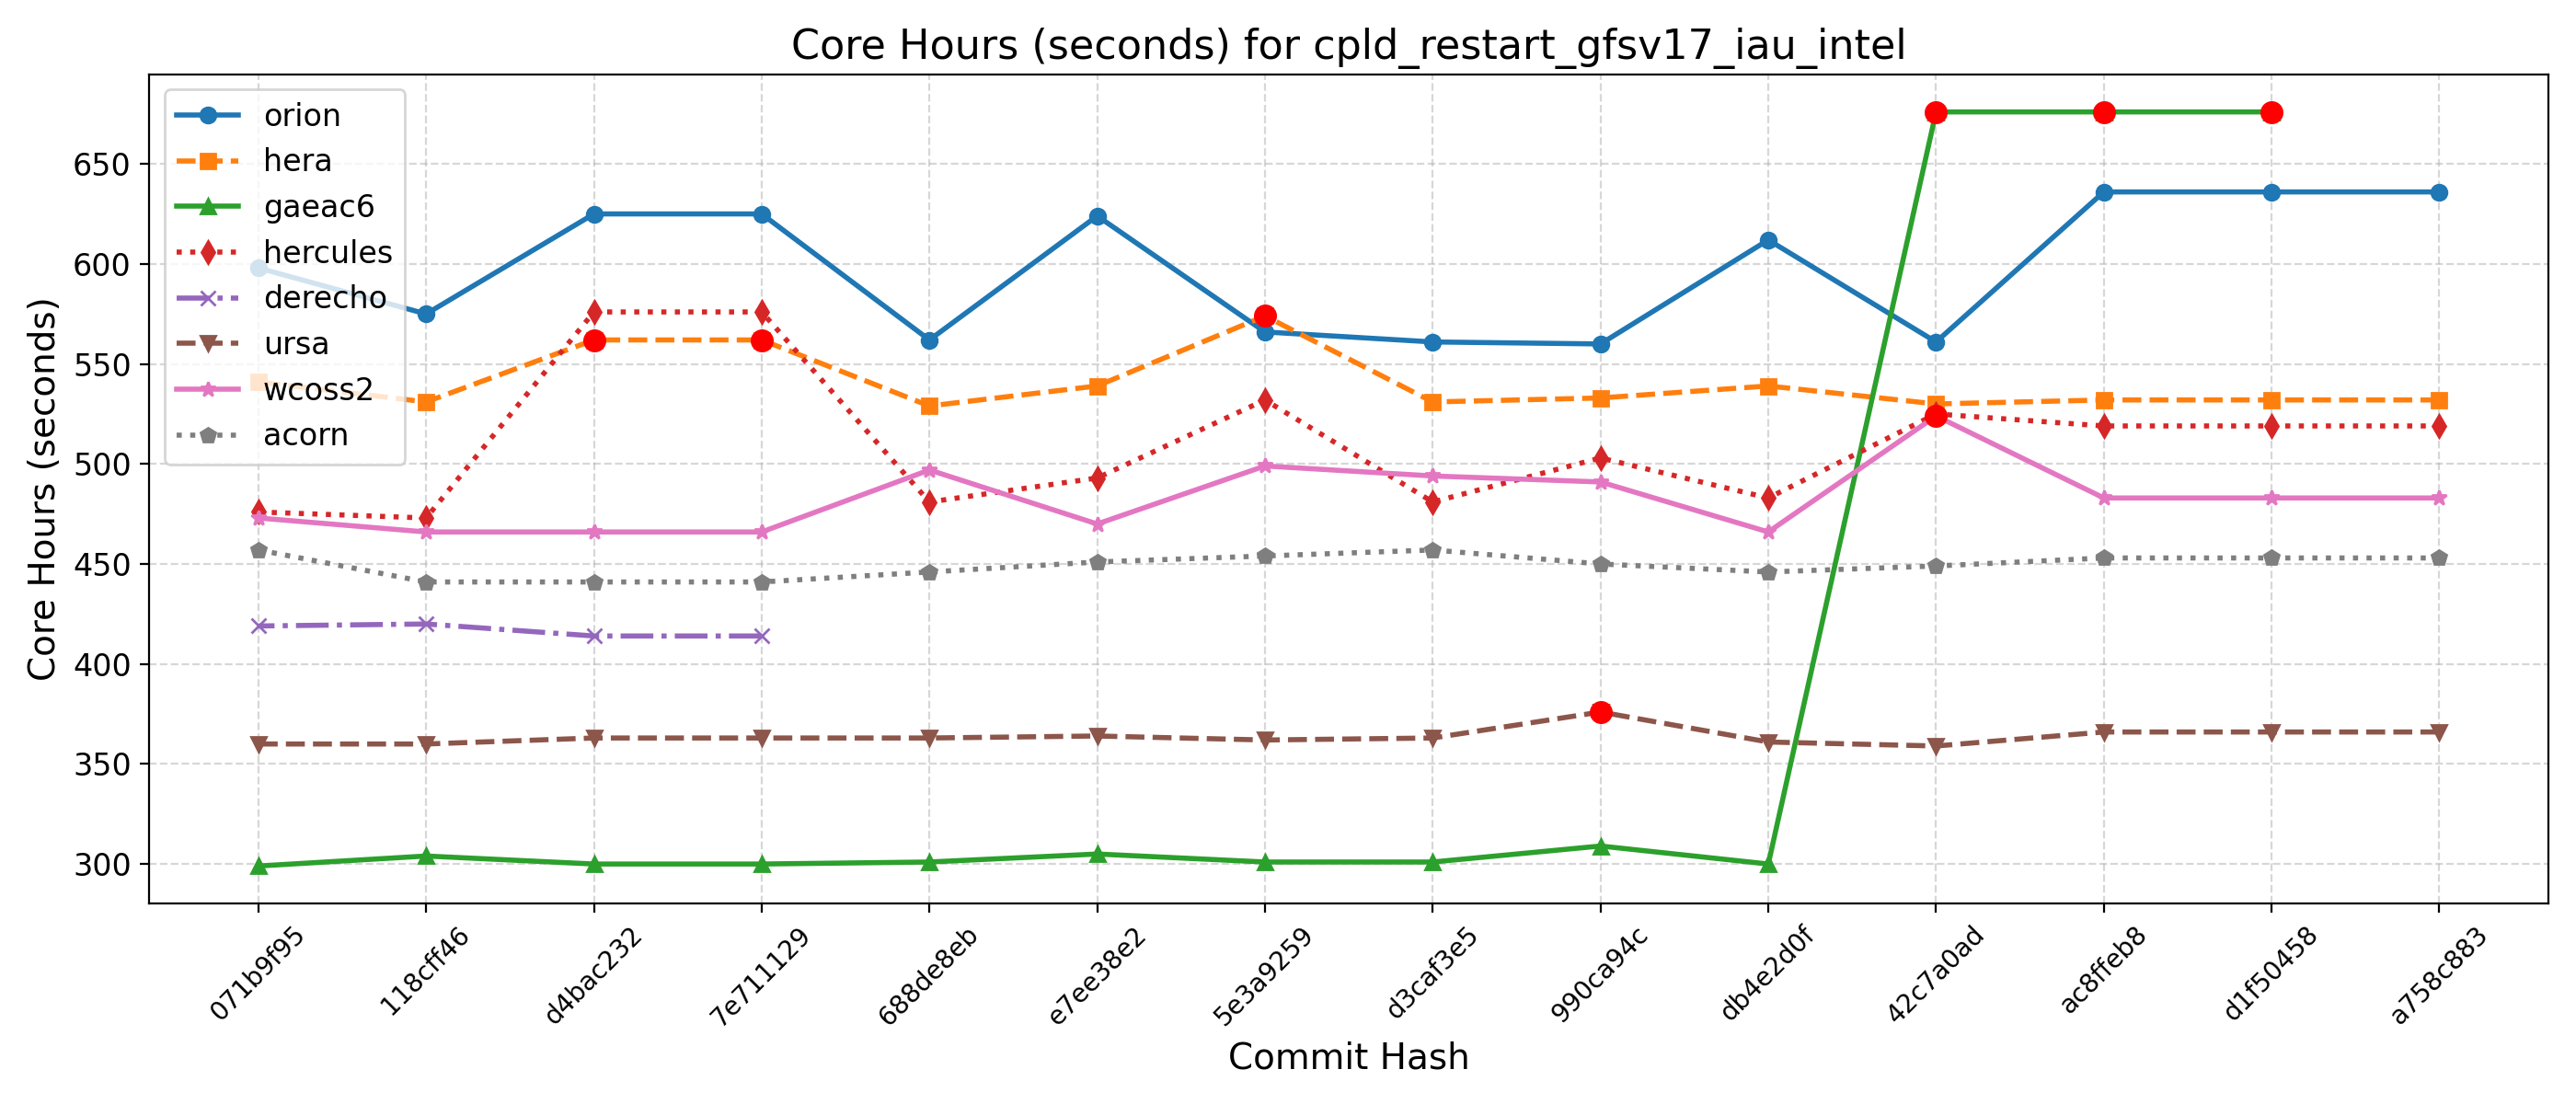 Core Hours (seconds) for cpld_restart_gfsv17_iau_intel
orion
hera
gaeac6
hercules
derecho
ursa
wcoss2
acorn
Core Hours (seconds)
650
600
550
500
450
400
350
300
071b9f95
118cff46
d4bac232
7e711129
688de8eb
e7ee38e2
5e3a9259
d3caf3e5
990ca94c
db4e2d0f
42c7a0ad
ac8ffeb8
d1f50458
a758c883
Commit Hash